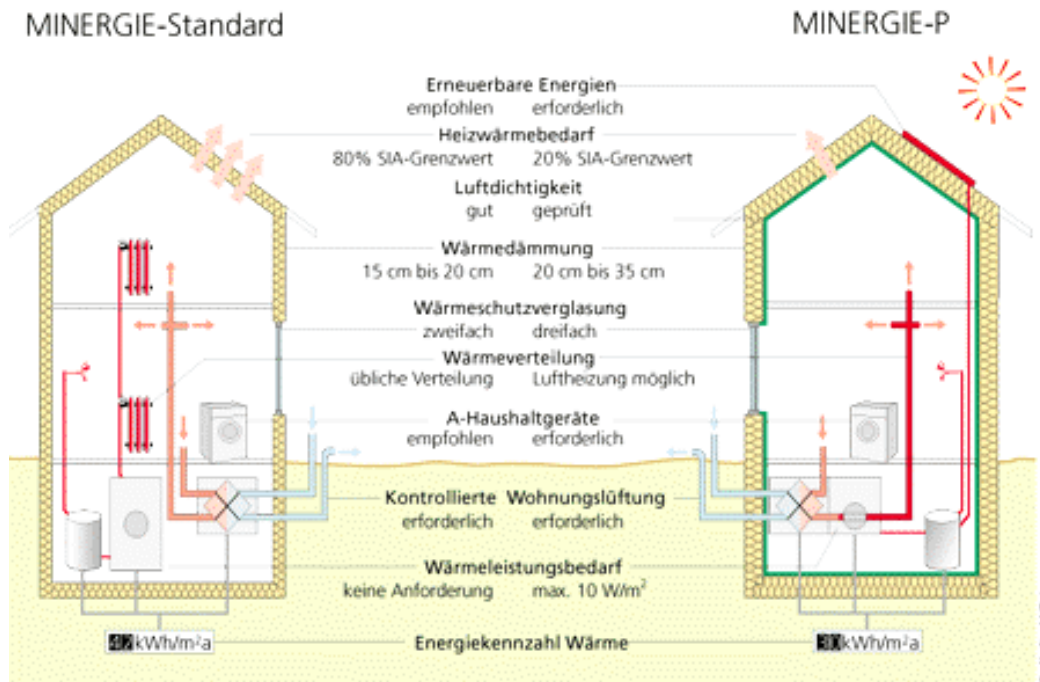 MINERGIE-Standard MINERGIE-P
Erneuerbare Energien
empfohlen erforderlich
Heizwärmebedarf
80% SIA-Grenzwert 20% SIA-Grenzwert
Luftdichtigkeit
gut geprüft
Wärmedämmung
15 cm bis 20 cm 20 cm bis 35 cm
Wärmeschutzverglasung
zweifach dreifach
Wärmeverteilung
übliche Verteilung Luftheizung möglich
A-Haushaltgeräte
empfohlen erforderlich
Kontrollierte Wohnungslüftung
erforderlich erforderlich
Wärmeleistungsbedarf
keine Anforderung max. 10 W/m²
42 kWh/m²a Energiekennzahl Wärme 30 kWh/m²a